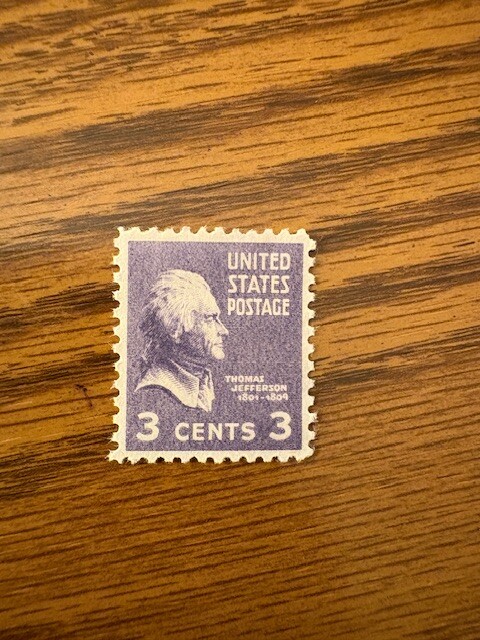 UNITED
STATES
POSTAGE
THOMAS
JEFFERSON
1801-1809
3 CENTS 3